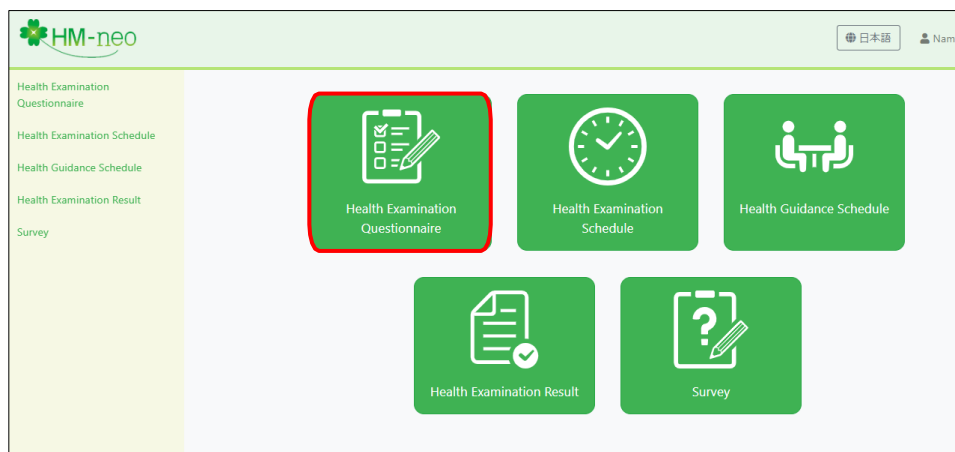 HM-neo
日本語
Nam
Health Examination
Questionnaire
Health Examination Schedule
Health Guidance Schedule
Health Examination Result
Survey
Health Examination
Questionnaire
Health Examination
Schedule
Health Guidance Schedule
?
Health Examination Result
Survey